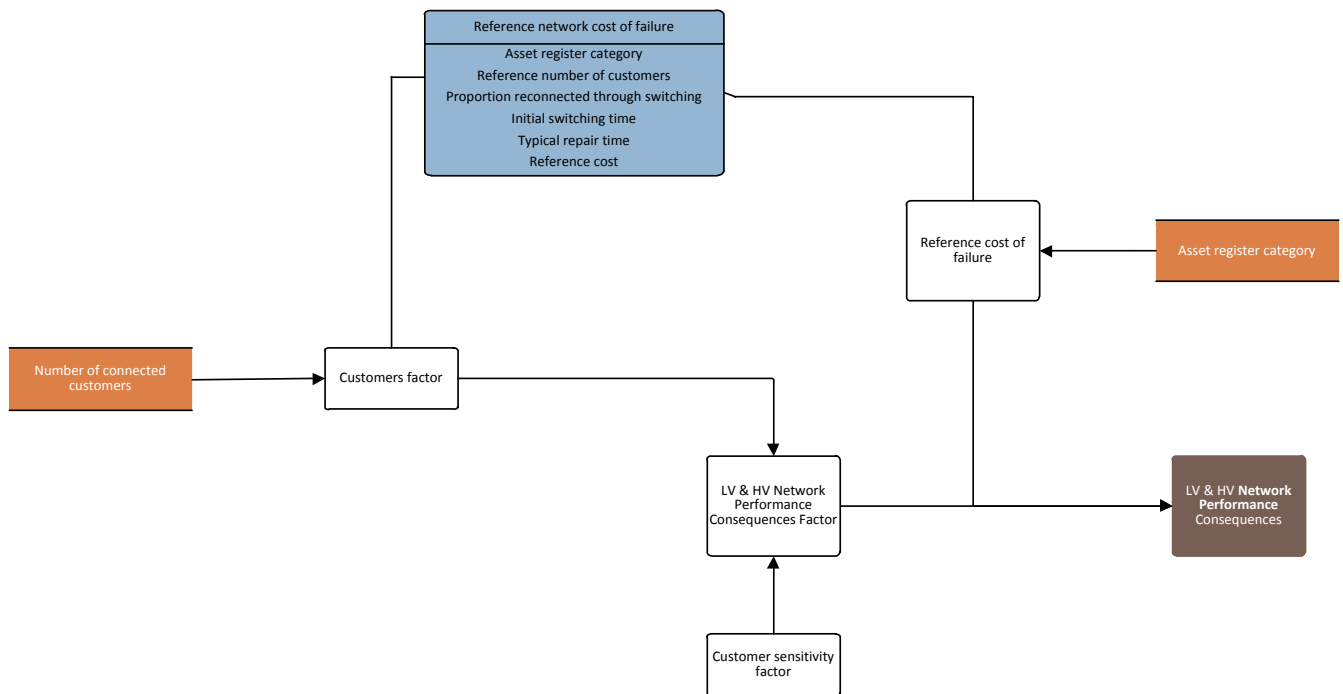 Reference network cost of failure
Asset register category
Reference number of customers
Proportion reconnected through switching
Initial switching time
Typical repair time
Reference cost
Reference cost of
failure
Asset register category
Number of connected
customers
Customers factor
LV & HV Network
Performance
Consequences Factor
LV & HV Network
Performance
Consequences
Customer sensitivity
factor